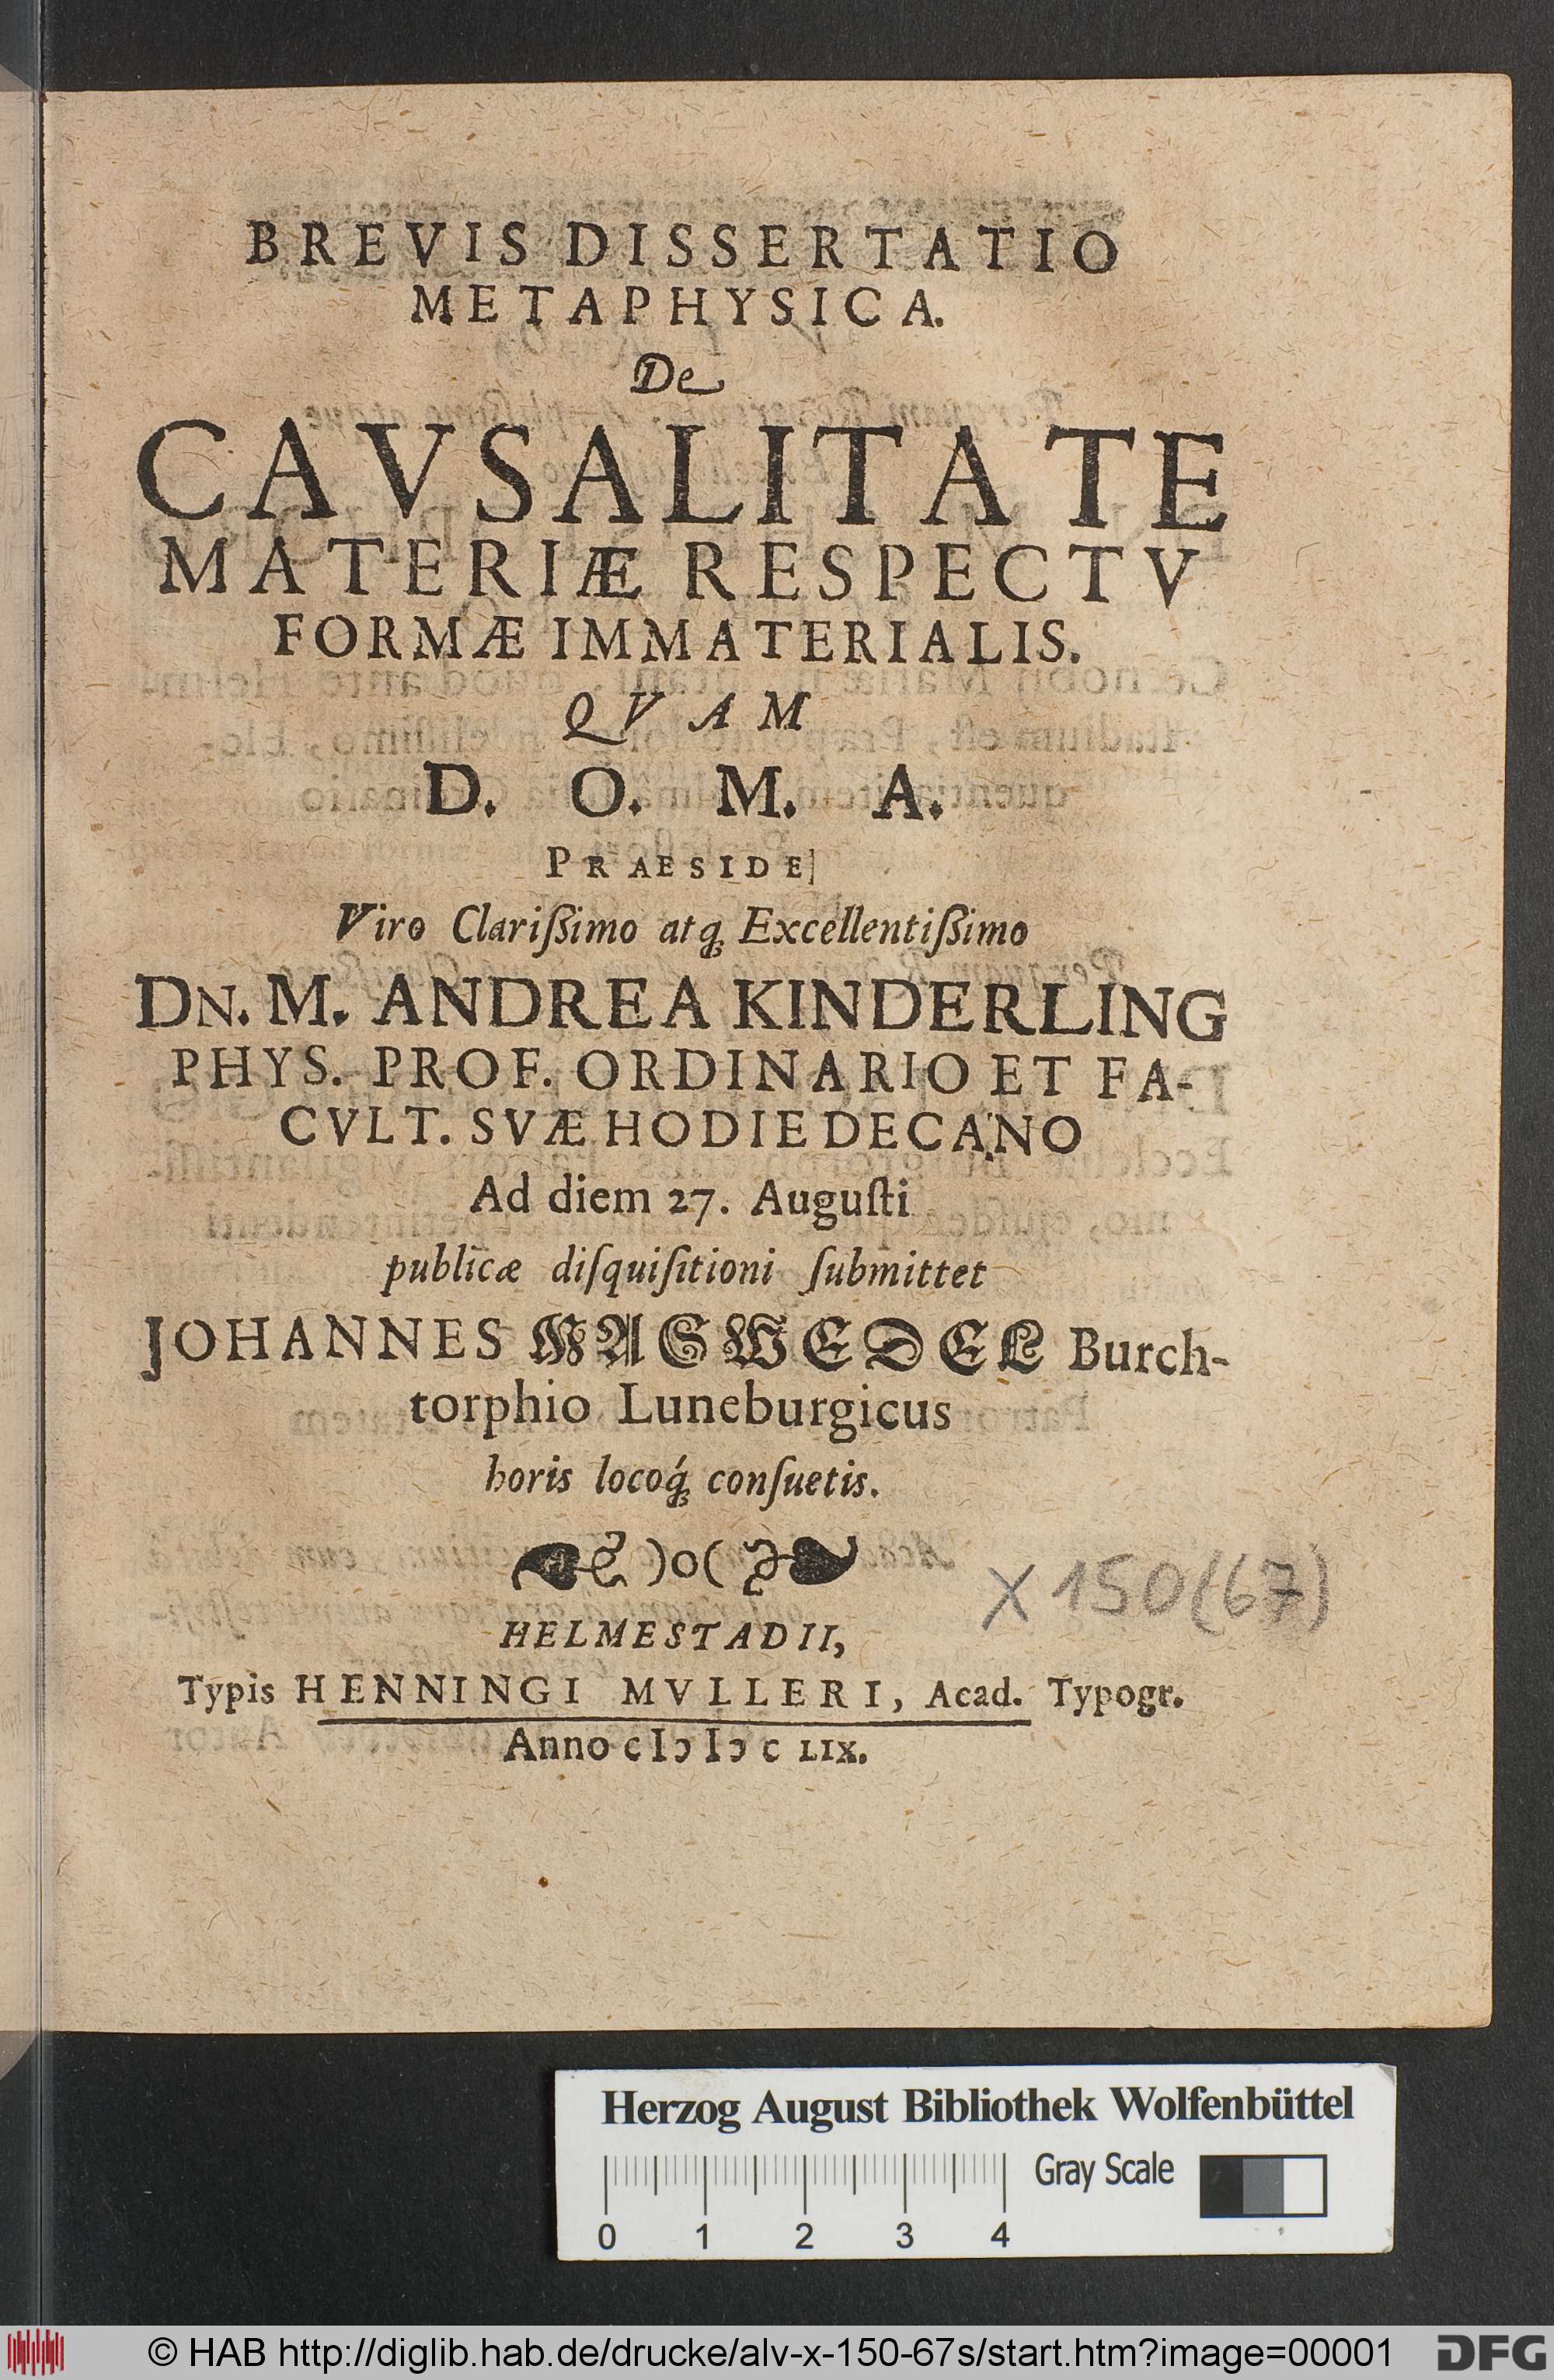 BREVIS DISSERTATIO
METAPHYSICA.
De
CAVSALITATE
MATERIÆ RESPECTV
FORMÆ IMMATERIALIS.
QVAM
D. O. M. A.
PRAESIDE
Viro Clarißimo atq́; Excellentißimo
DN. M. ANDREA KINDERLING
PHYS. PROF. ORDINARIO ET FA-
CVLT. SVÆ HODIE DECANO
Ad diem 27. Auguſti
publicæ diſquiſitioni ſubmittet
JOHANNES MASWEDEL Burch-
torphio Luneburgicus
horis locoq́; conſuetis.
)o(
X 150(67)
HELMESTADII,
Typis HENNINGI MVLLERI, Acad. Typogr.
Anno cIɔ Iɔ c LIX.
Herzog August Bibliothek Wolfenbüttel
Gray Scale
0 1 2 3 4
© HAB http://diglib.hab.de/drucke/alv-x-150-67s/start.htm?image=00001
DFG